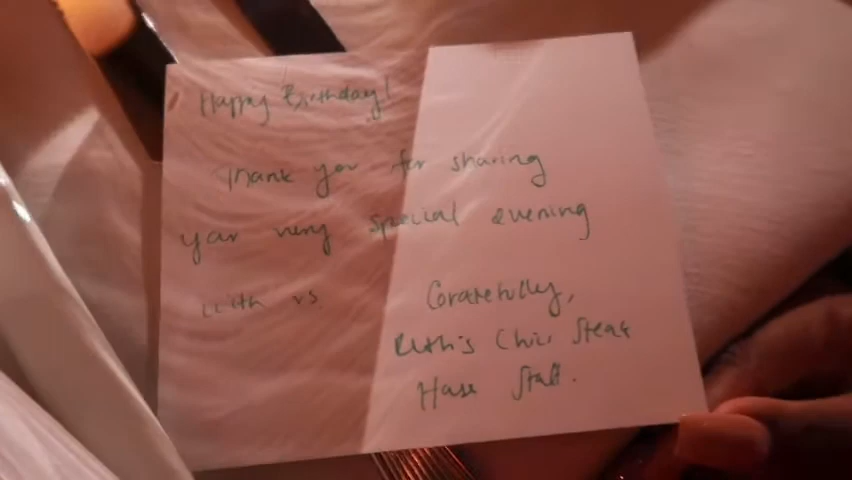 Happy Birthday!
Thank you for sharing
your very special evening
with us
Gratefully,
Ruth's Chris Steak
House Staff.